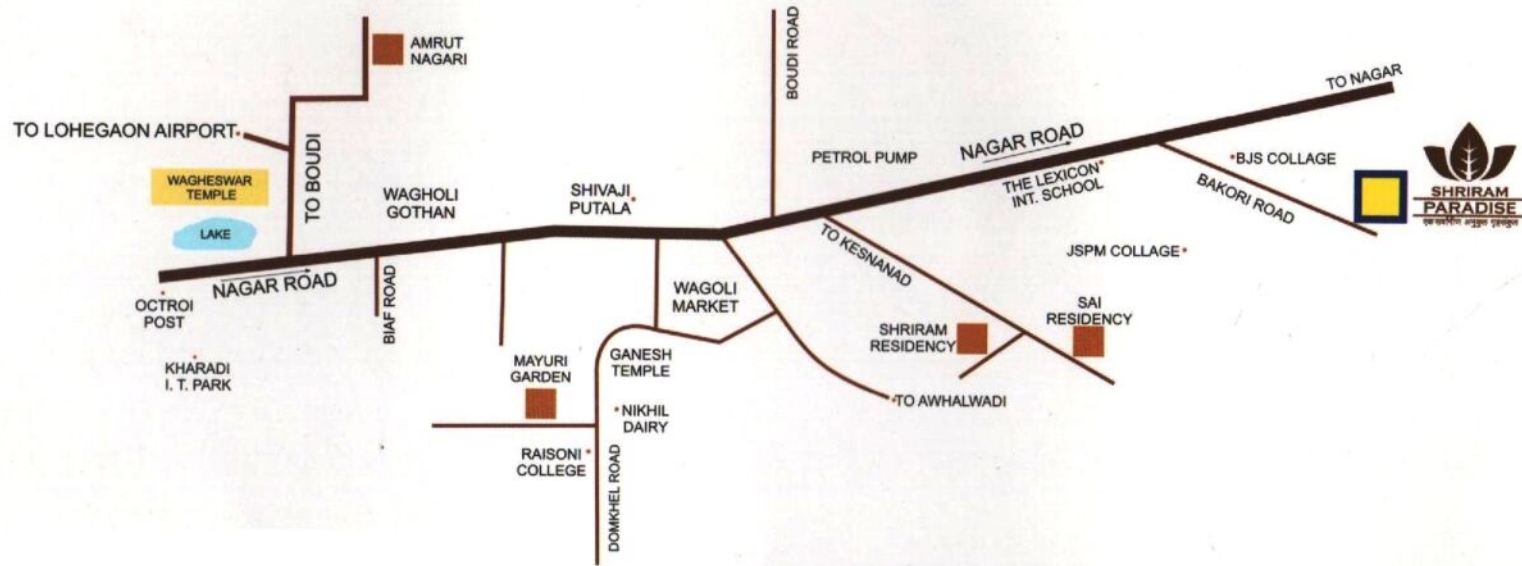 AMRUT
NAGARI
TO LOHEGAON AIRPORT
WAGHESWAR
TEMPLE
LAKE
TO BOUDI
NAGAR ROAD
OCTROI
POST
KHARADI
I. T. PARK
WAGHOLI
GOTHAN
BIAF ROAD
SHIVAJI
PUTALA
MAYURI
GARDEN
GANESH
TEMPLE
NIKHIL
DAIRY
RAISONI
COLLEGE
DOMKHEL ROAD
WAGOLI
MARKET
BOUDI ROAD
PETROL PUMP
NAGAR ROAD
TO NAGAR
THE LEXICON
INT. SCHOOL
TO KESNANAD
SHRIRAM
RESIDENCY
SAI
RESIDENCY
TO AWHALWADI
BJS COLLAGE
BAKORI ROAD
JSPM COLLAGE
SHRIRAM
PARADISE